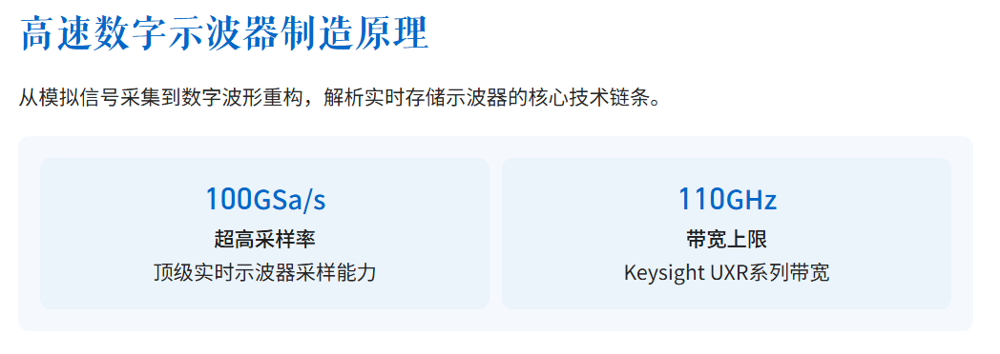 高速数字示波器制造原理
从模拟信号采集到数字波形重构，解析实时存储示波器的核心技术链条。
100GSa/s
超高采样率
顶级实时示波器采样能力
110GHz
带宽上限
Keysight UXR系列带宽